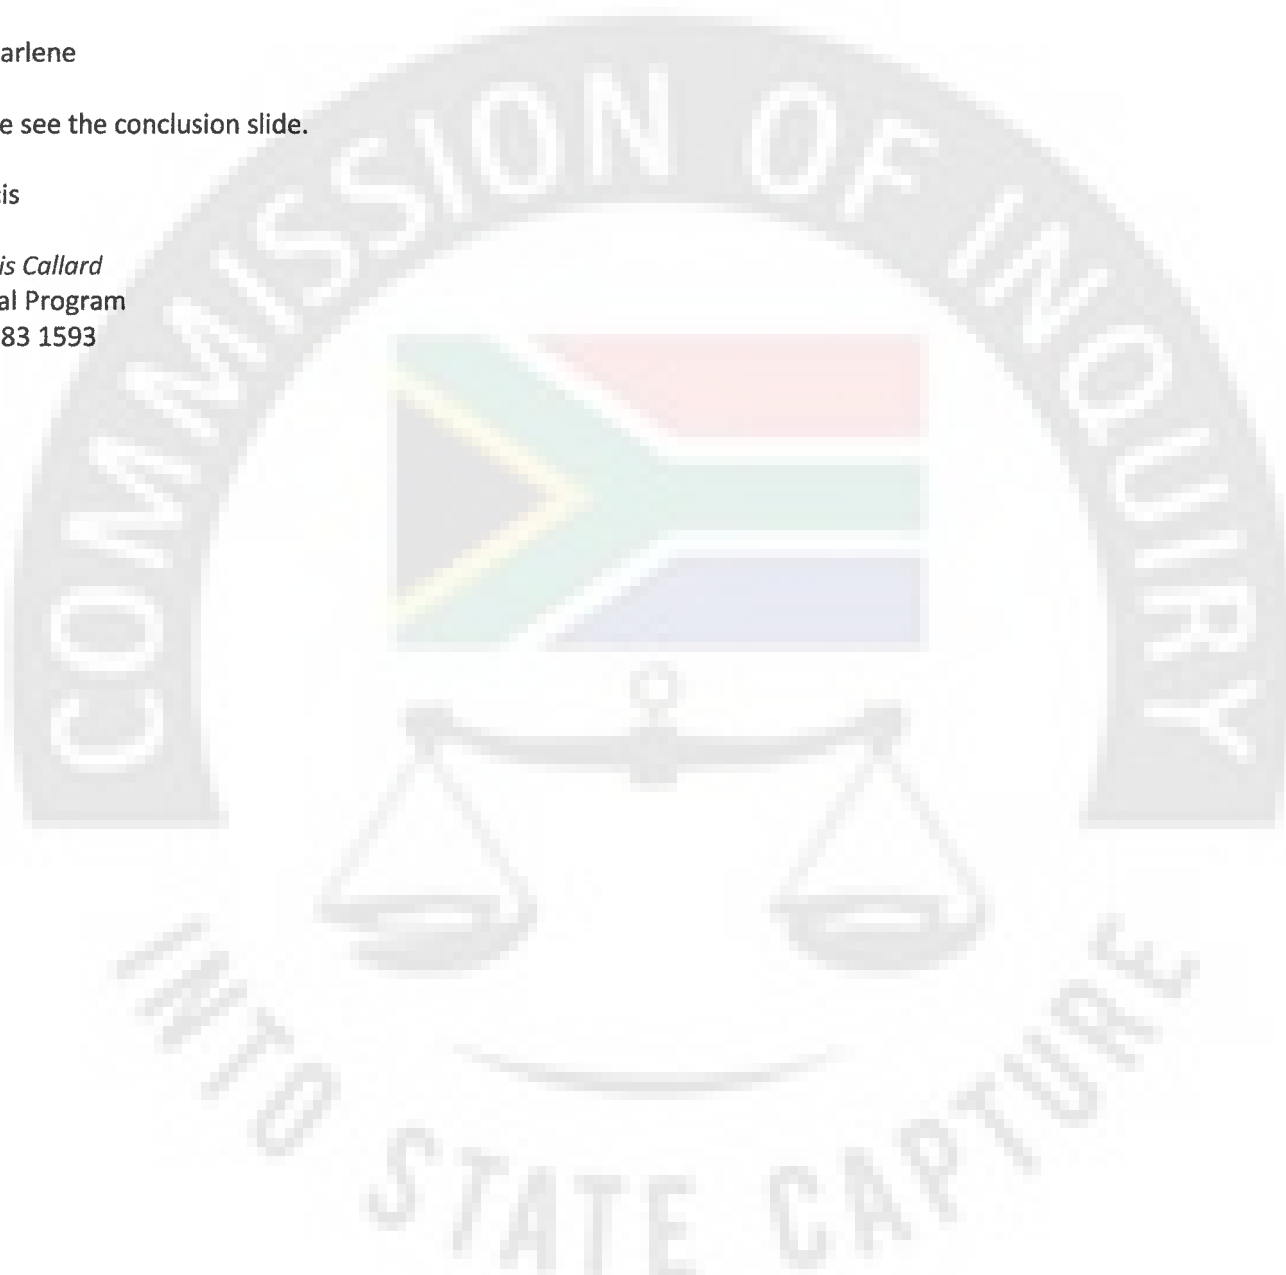 arlene
e see the conclusion slide.
is
is Callard
al Program
83 1593
COMMISSION OF INQUIRY
INTO STATE CAPTURE